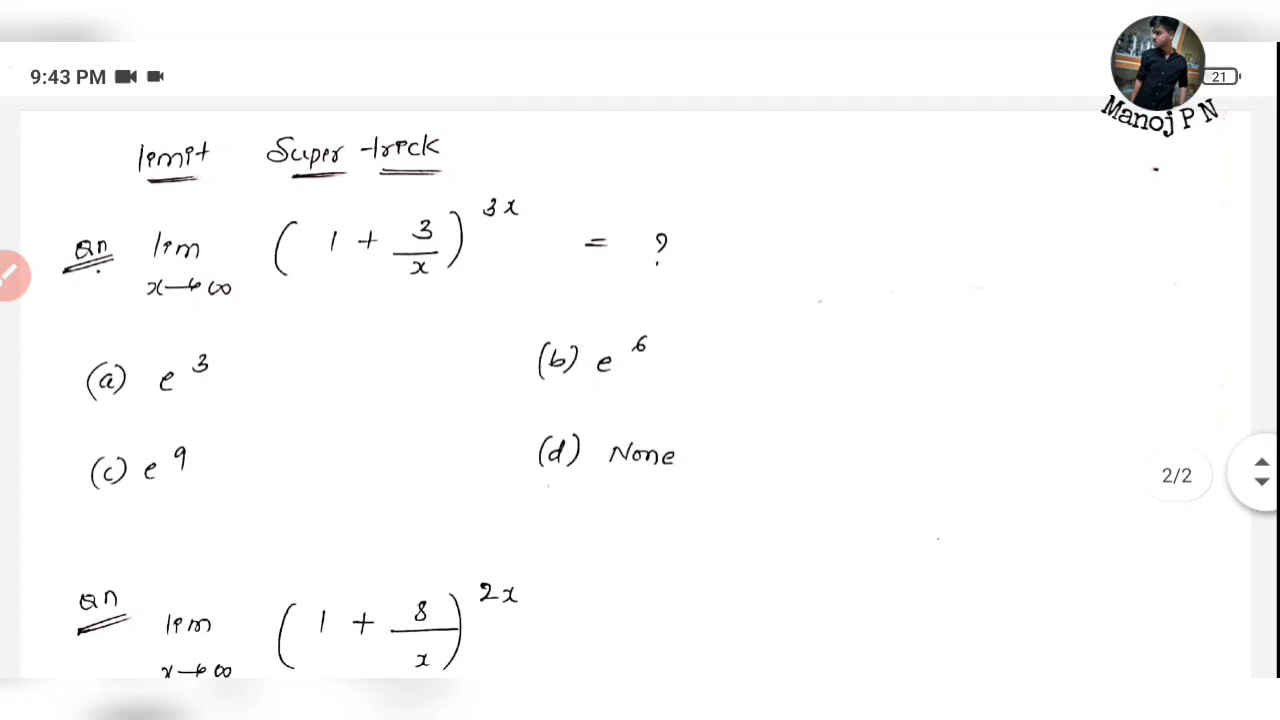 9:43 PM
21
Manoj P N
limit Super trick
Qn lim x→∞ ( 1 + 3/x )^3x = ?
(a) e^3 (b) e^6
(c) e^9 (d) None
2/2
Qn lim x→∞ ( 1 + 8/x )^2x